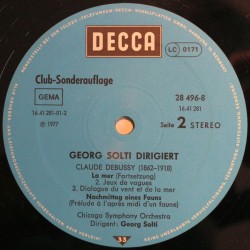 DECCA
Club-Sonderauflage
LC 0171
GEMA
28 496-8
16.41 281-01-2
16.41 281
℗ 1977
Seite 2 STEREO
GEORG SOLTI DIRIGIERT
CLAUDE DEBUSSY (1862-1918)
La mer (Fortsetzung)
2. Jeux de vagues
3. Dialogue du vent et de la mer
Nachmittag eines Fauns
(Prélude à l'après midi d'un faune)
Chicago Symphony Orchestra
Dirigent: Georg Solti
33